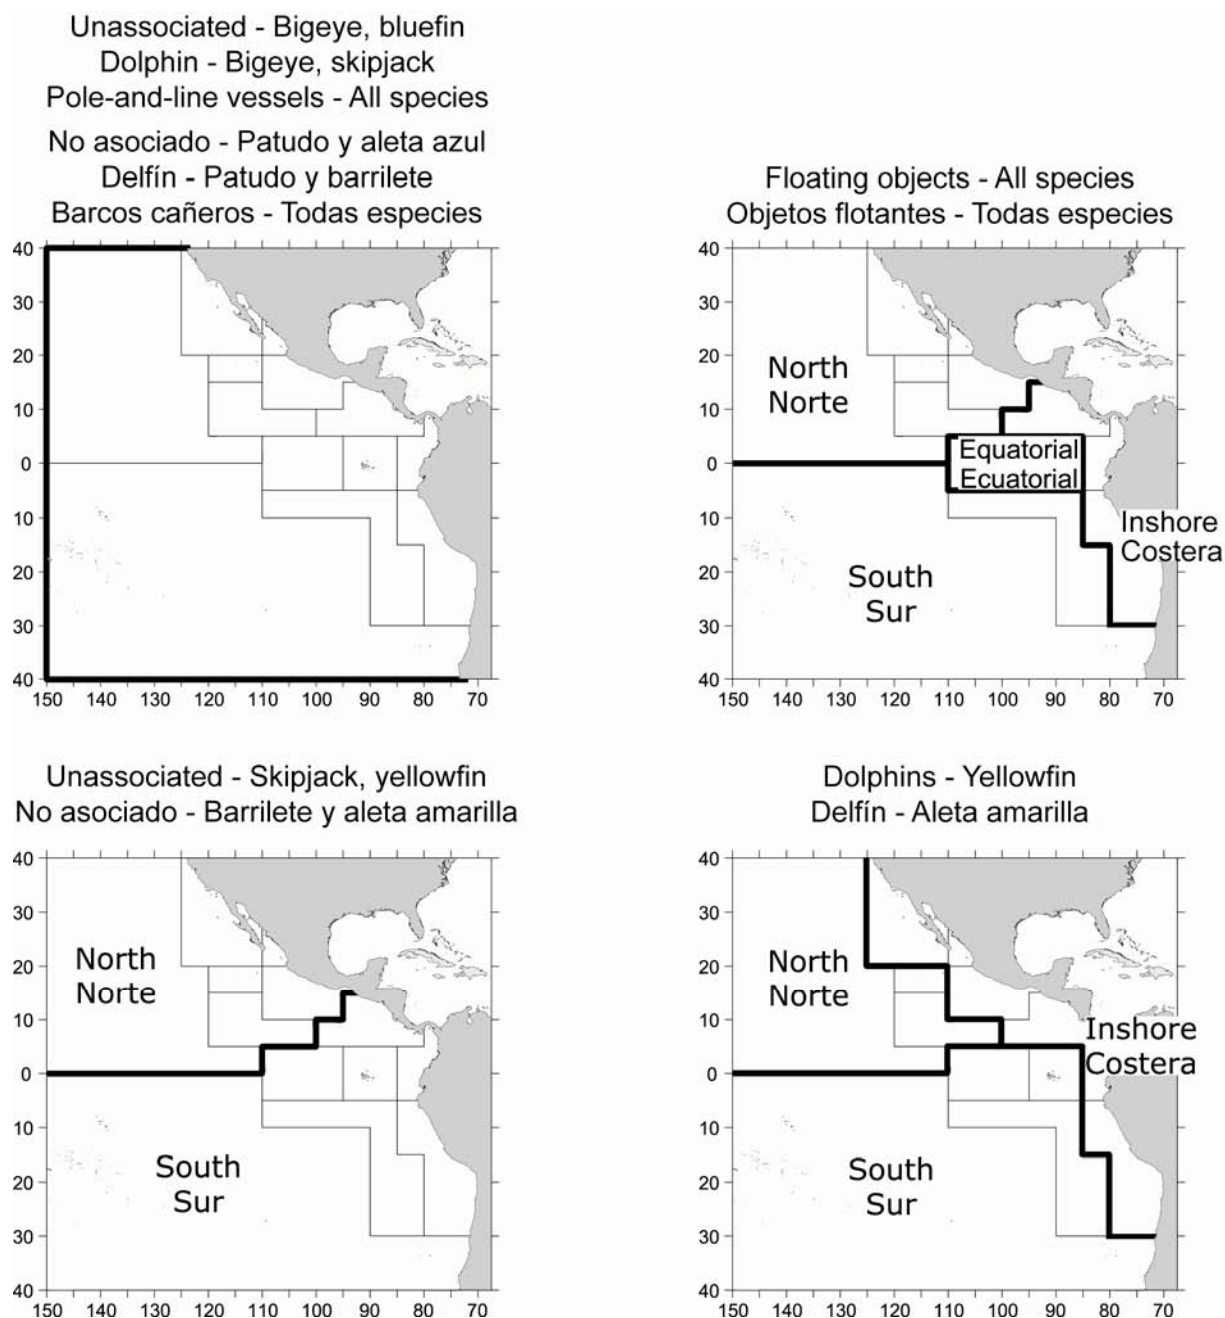 Unassociated - Bigeye, bluefin
Dolphin - Bigeye, skipjack
Pole-and-line vessels - All species
No asociado - Patudo y aleta azul
Delfín - Patudo y barrilete
Barcos cañeros - Todas especies
40
30
20
10
0
10
20
30
40
150 140 130 120 110 100 90 80 70
Floating objects - All species
Objetos flotantes - Todas especies
40
30
20
10
0
10
20
30
40
North
Norte
Equatorial
Ecuatorial
Inshore
Costera
South
Sur
150 140 130 120 110 100 90 80 70
Unassociated - Skipjack, yellowfin
No asociado - Barrilete y aleta amarilla
40
30
20
10
0
10
20
30
40
North
Norte
South
Sur
150 140 130 120 110 100 90 80 70
Dolphins - Yellowfin
Delfín - Aleta amarilla
40
30
20
10
0
10
20
30
40
North
Norte
Inshore
Costera
South
Sur
150 140 130 120 110 100 90 80 70